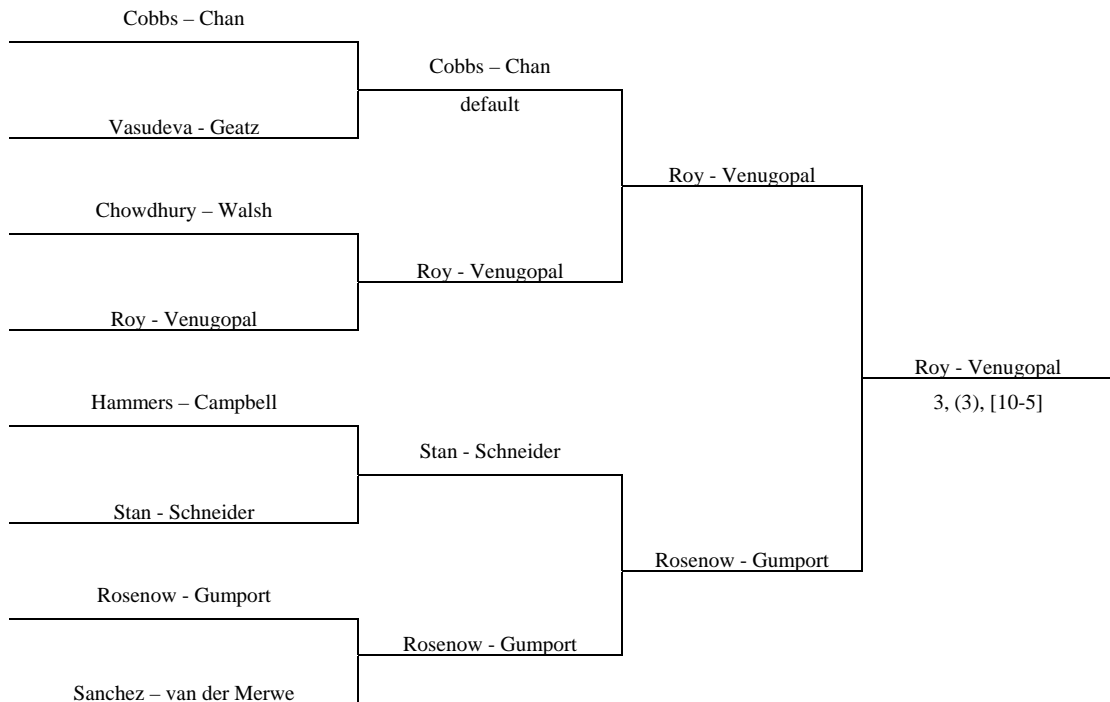 Cobbs – Chan
Cobbs – Chan
default
Vasudeva - Geatz
Roy - Venugopal
Chowdhury – Walsh
Roy - Venugopal
Roy - Venugopal
Roy - Venugopal
3, (3), [10-5]
Hammers – Campbell
Stan - Schneider
Stan - Schneider
Rosenow - Gumport
Rosenow - Gumport
Rosenow - Gumport
Sanchez – van der Merwe